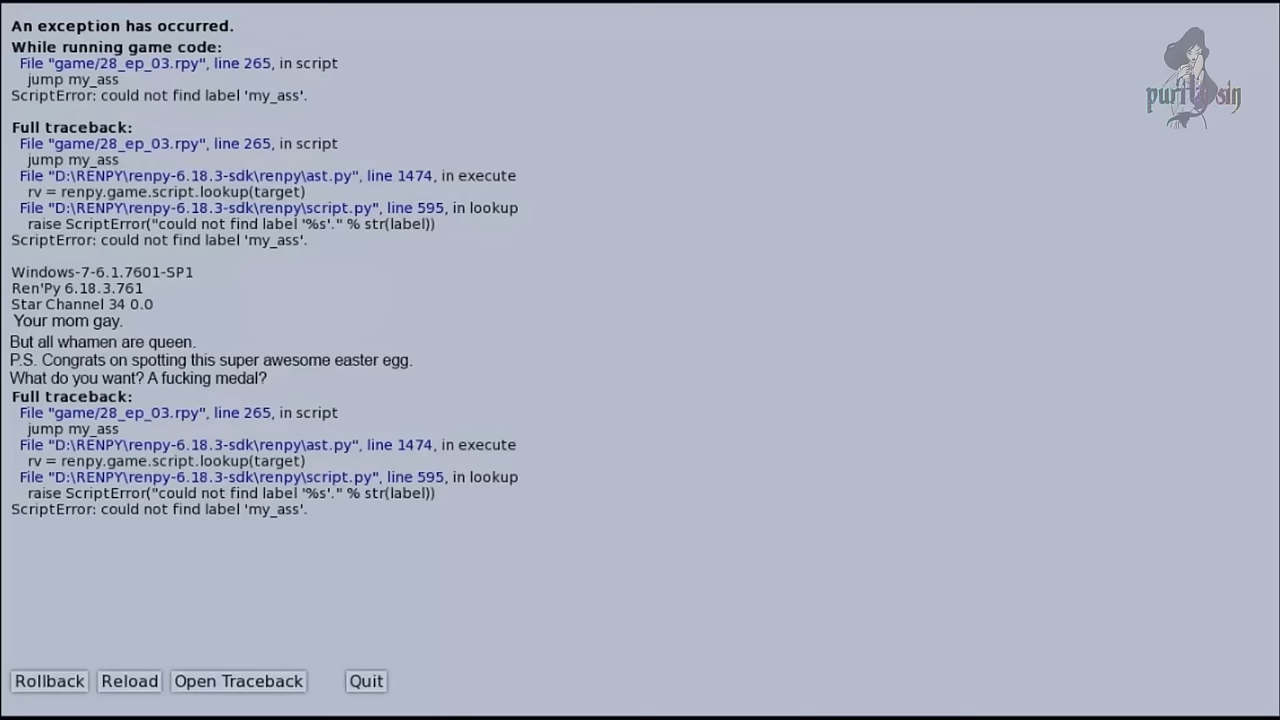 An exception has occurred.
While running game code:
File "game/28_ep_03.rpy", line 265, in script
jump my_ass
ScriptError: could not find label 'my_ass'.
Full traceback:
File "game/28_ep_03.rpy", line 265, in script
jump my_ass
File "D:\RENPY\renpy-6.18.3-sdk\renpy\ast.py", line 1474, in execute
rv = renpy.game.script.lookup(target)
File "D:\RENPY\renpy-6.18.3-sdk\renpy\script.py", line 595, in lookup
raise ScriptError("could not find label '%s'." % str(label))
ScriptError: could not find label 'my_ass'.
Windows-7-6.1.7601-SP1
Ren'Py 6.18.3.761
Star Channel 34 0.0
Your mom gay.
But all whamen are queen.
P.S. Congrats on spotting this super awesome easter egg.
What do you want? A fucking medal?
Full traceback:
File "game/28_ep_03.rpy", line 265, in script
jump my_ass
File "D:\RENPY\renpy-6.18.3-sdk\renpy\ast.py", line 1474, in execute
rv = renpy.game.script.lookup(target)
File "D:\RENPY\renpy-6.18.3-sdk\renpy\script.py", line 595, in lookup
raise ScriptError("could not find label '%s'." % str(label))
ScriptError: could not find label 'my_ass'.
Rollback Reload Open Traceback Quit